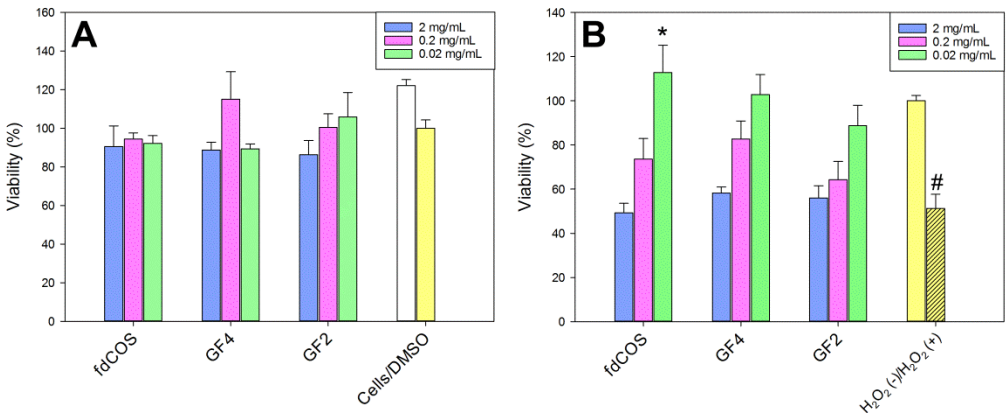 A
2 mg/mL
0.2 mg/mL
0.02 mg/mL
Viability (%)
160
140
120
100
80
60
40
20
0
fdCOS
GF4
GF2
Cells/DMSO
B
2 mg/mL
0.2 mg/mL
0.02 mg/mL
*
#
Viability (%)
140
120
100
80
60
40
20
0
fdCOS
GF4
GF2
H₂O₂ (-)/H₂O₂ (+)